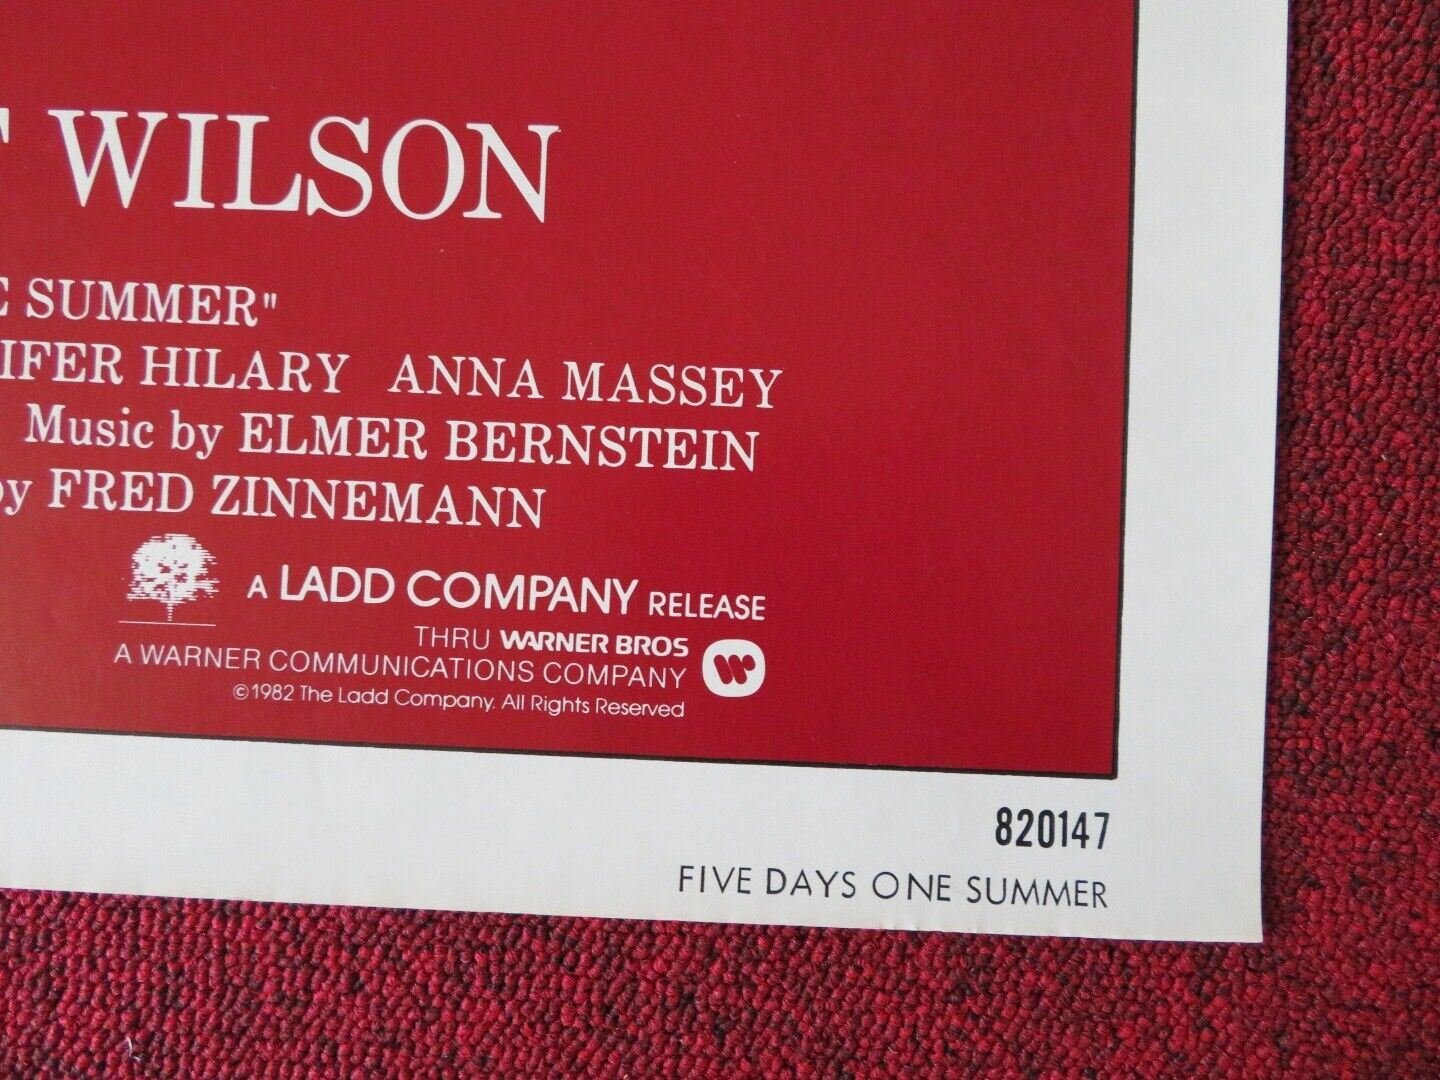 WILSON
SUMMER"
IFER HILARY ANNA MASSEY
Music by ELMER BERNSTEIN
by FRED ZINNEMANN
A LADD COMPANY RELEASE
THRU WARNER BROS
A WARNER COMMUNICATIONS COMPANY
©1982 The Ladd Company. All Rights Reserved
820147
FIVE DAYS ONE SUMMER